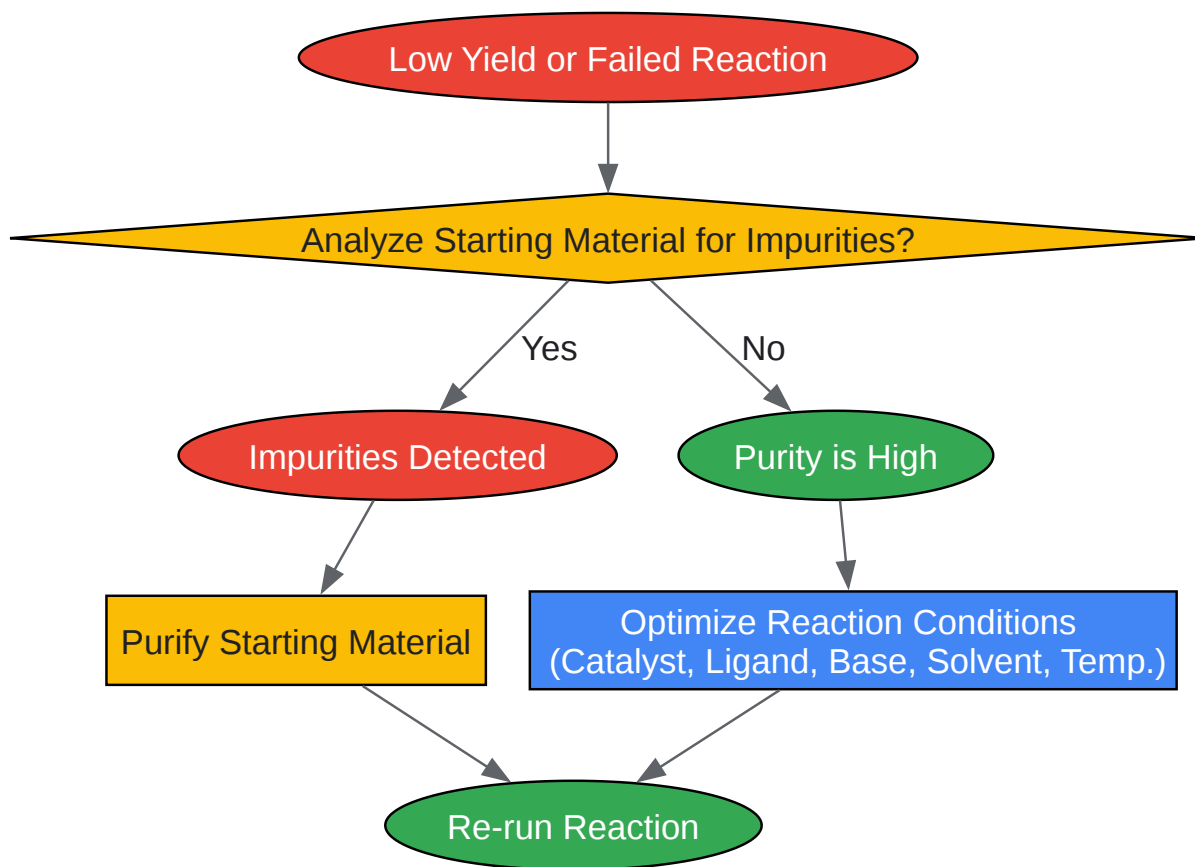 Low Yield or Failed Reaction
Analyze Starting Material for Impurities?
Yes
No
Impurities Detected
Purity is High
Purify Starting Material
Optimize Reaction Conditions
(Catalyst, Ligand, Base, Solvent, Temp.)
Re-run Reaction